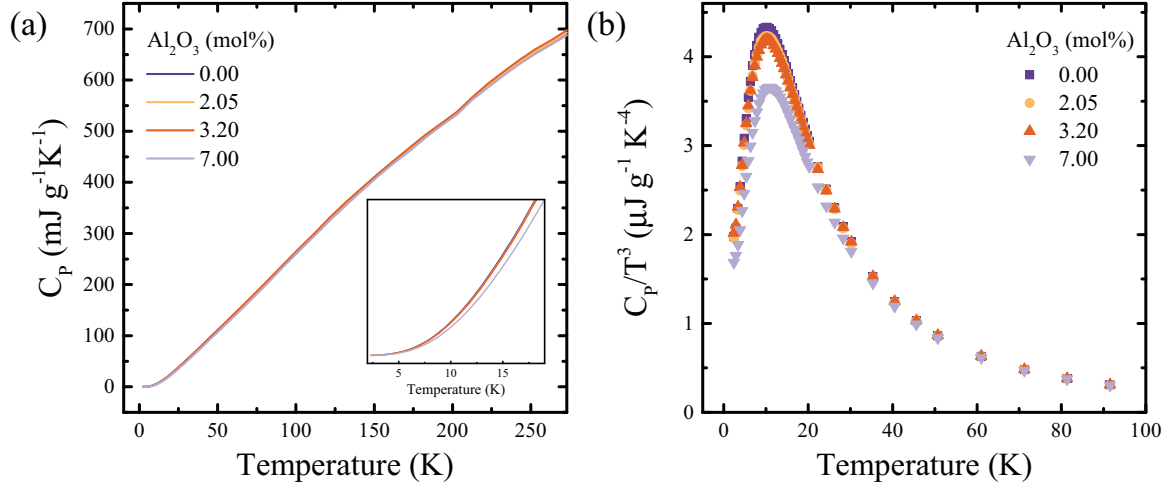 (a)
700
600
500
400
300
200
100
0
C_P (mJ g⁻¹K⁻¹)
Al₂O₃ (mol%)
0.00
2.05
3.20
7.00
5 10 15
Temperature (K)
0 50 100 150 200 250
Temperature (K)
(b)
4
3
2
1
0
C_P/T³ (μJ g⁻¹ K⁻⁴)
Al₂O₃ (mol%)
0.00
2.05
3.20
7.00
0 20 40 60 80 100
Temperature (K)